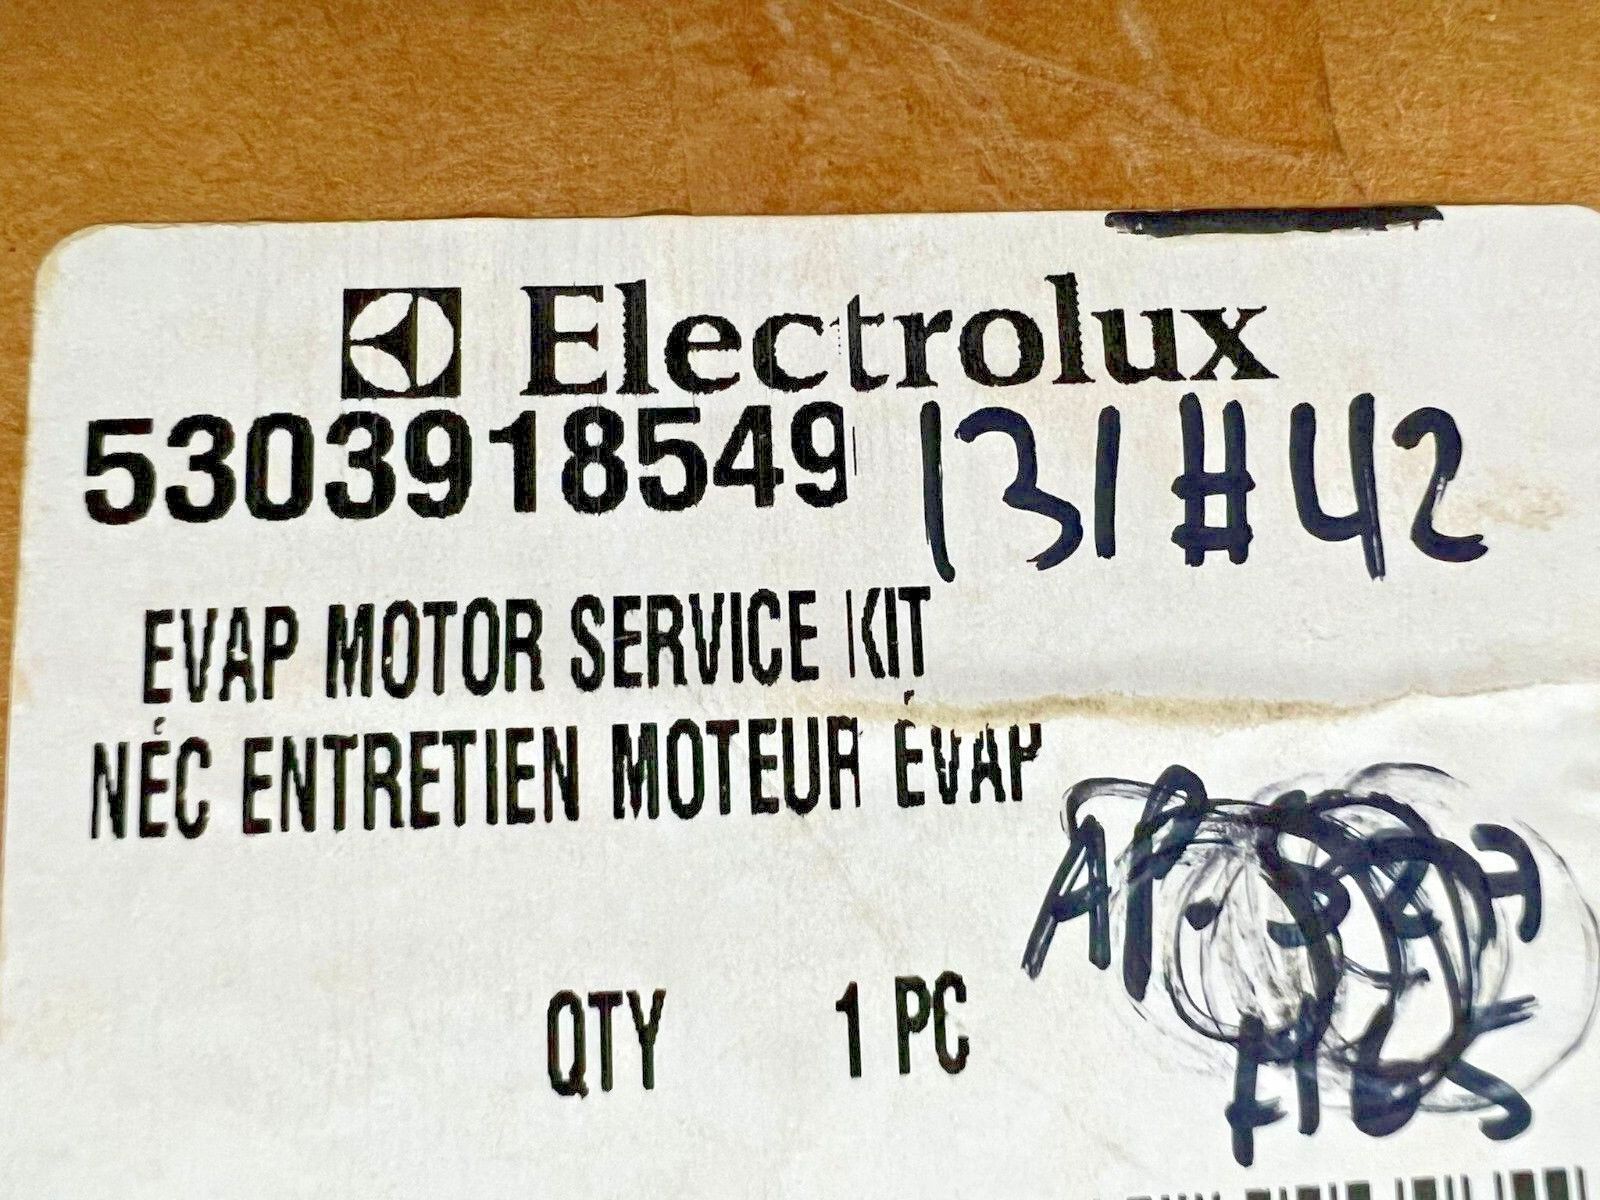 Electrolux
5303918549 131 #42
EVAP MOTOR SERVICE KIT
NÉC ENTRETIEN MOTEUR ÉVAP
QTY 1 PC